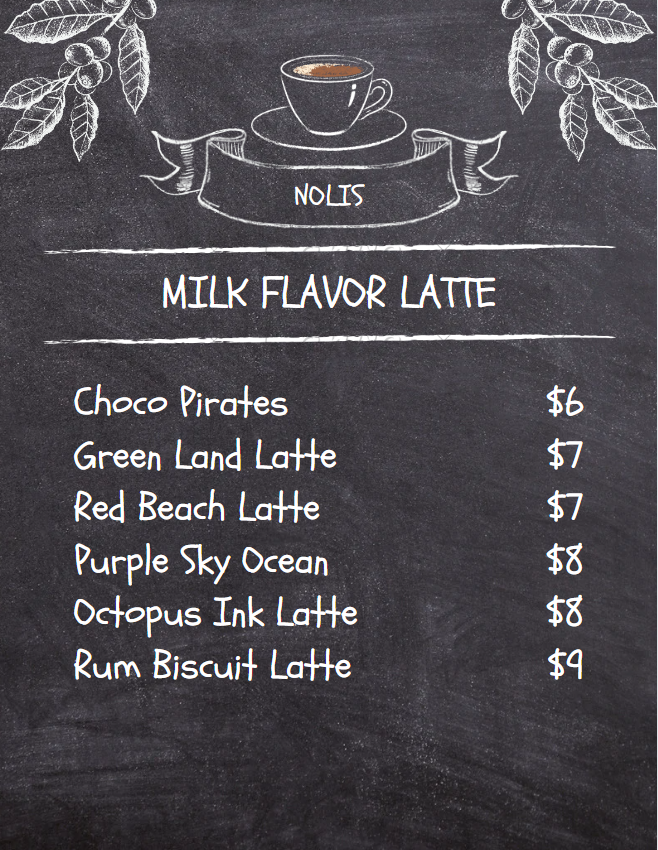 NOLIS
MILK FLAVOR LATTE
Choco Pirates $6
Green Land Latte $7
Red Beach Latte $7
Purple Sky Ocean $8
Octopus Ink Latte $8
Rum Biscuit Latte $9